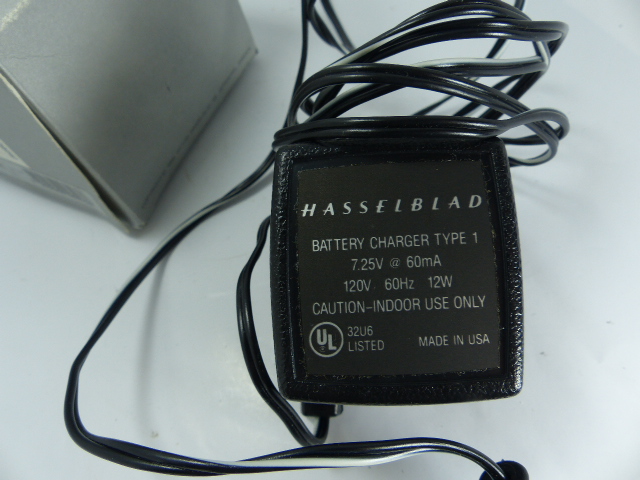 HASSELBLAD
BATTERY CHARGER TYPE 1
7.25V @ 60mA
120V 60Hz 12W
CAUTION-INDOOR USE ONLY
UL 32U6
LISTED MADE IN USA